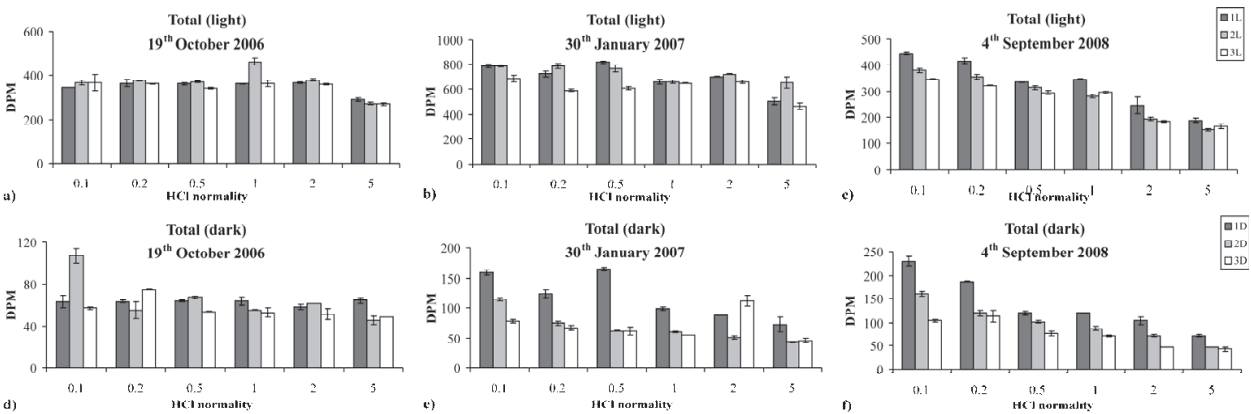 Total (light)
19th October 2006
DPM
600
400
200
0
0.1 0.2 0.5 1 2 5
HCl normality
a)
Total (light)
30th January 2007
DPM
1000
800
600
400
200
0
0.1 0.2 0.5 1 2 5
HCl normality
b)
Total (light)
4th September 2008
1L
2L
3L
DPM
500
400
300
200
100
0
0.1 0.2 0.5 1 2 5
HCl normality
c)
Total (dark)
19th October 2006
DPM
120
80
40
0
0.1 0.2 0.5 1 2 5
HCl normality
d)
Total (dark)
30th January 2007
DPM
200
150
100
50
0
0.1 0.2 0.5 1 2 5
HCl normality
e)
Total (dark)
4th September 2008
1D
2D
3D
DPM
250
200
150
100
50
0
0.1 0.2 0.5 1 2 5
HCl normality
f)